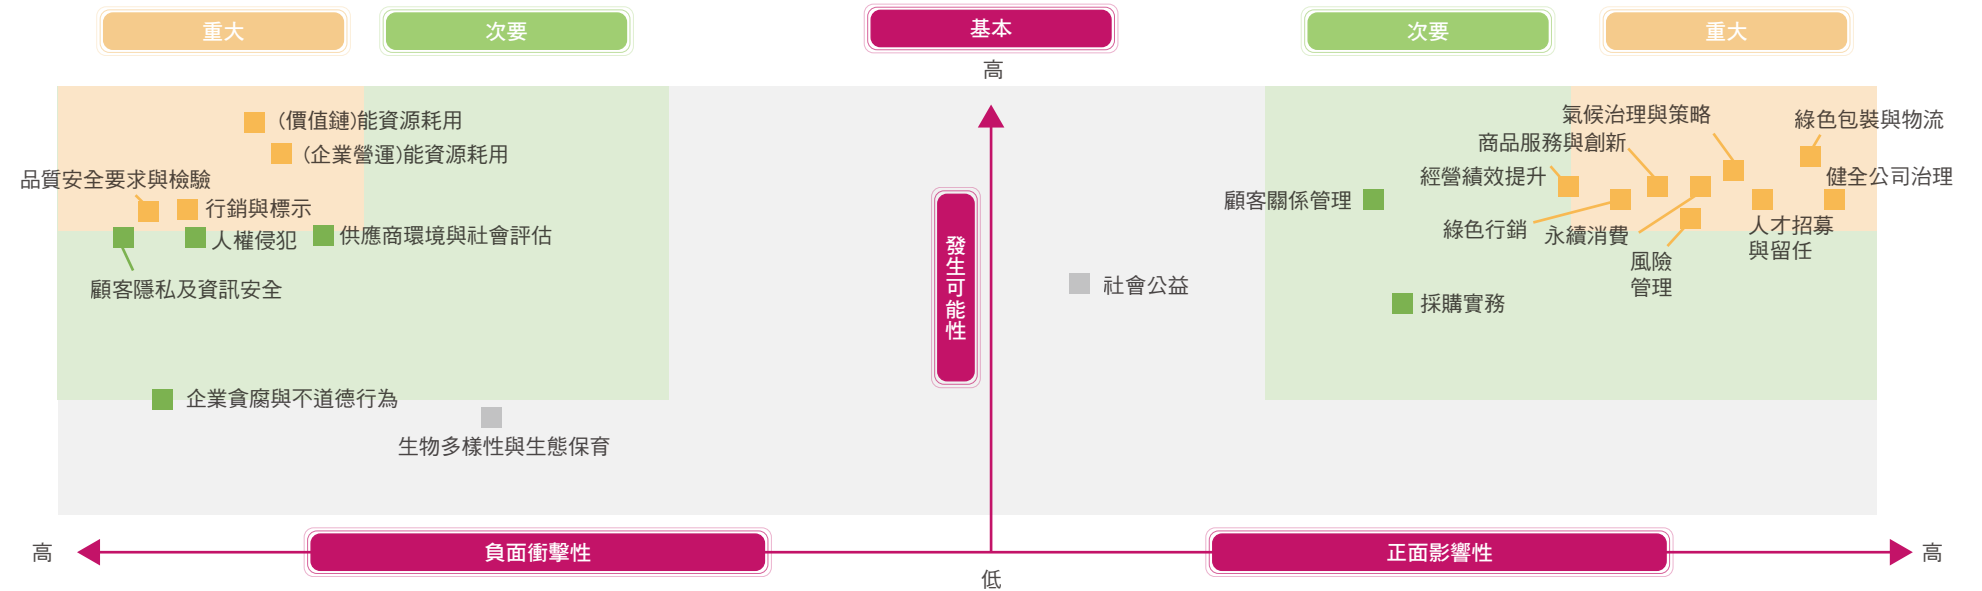 重大
次要
基本
次要
重大
高
(價值鏈)能資源耗用
(企業營運)能資源耗用
品質安全要求與檢驗
行銷與標示
人權侵犯
供應商環境與社會評估
顧客隱私及資訊安全
企業貪腐與不道德行為
生物多樣性與生態保育
發生可能性
社會公益
氣候治理與策略
綠色包裝與物流
商品服務與創新
經營績效提升
健全公司治理
顧客關係管理
綠色行銷
永續消費
人才招募
與留任
風險
管理
採購實務
高
負面衝擊性
正面影響性
高
低